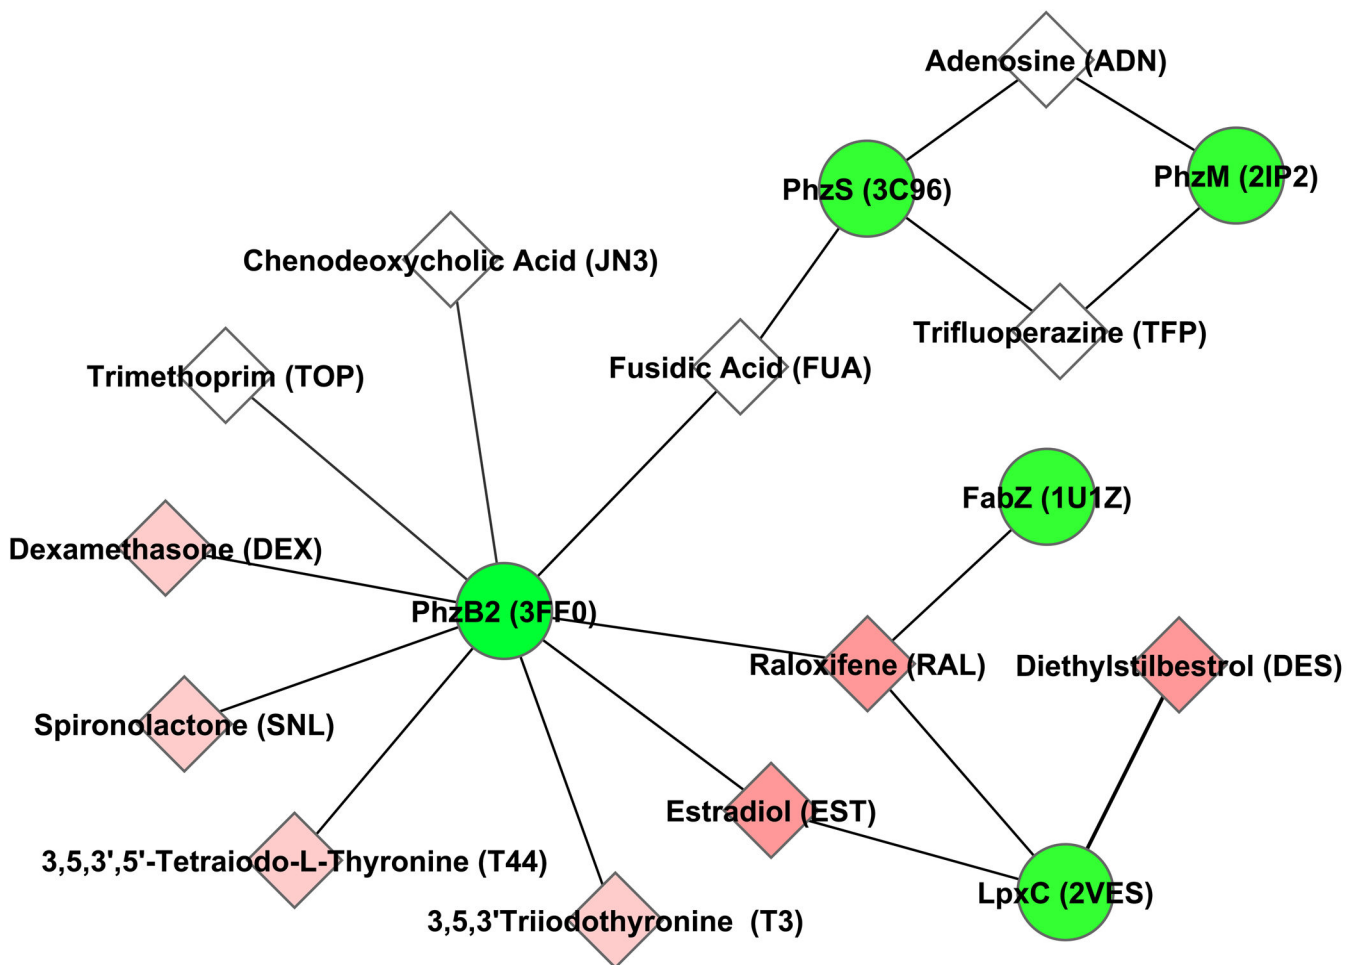 Adenosine (ADN)
PhzS (3C96)
PhzM (2IP2)
Chenodeoxycholic Acid (JN3)
Trifluoperazine (TFP)
Fusidic Acid (FUA)
Trimethoprim (TOP)
FabZ (1U1Z)
Dexamethasone (DEX)
PhzB2 (3FF0)
Raloxifene (RAL)
Diethylstilbestrol (DES)
Spironolactone (SNL)
Estradiol (EST)
3,5,3',5'-Tetraiodo-L-Thyronine (T44)
LpxC (2VES)
3,5,3'Triiodothyronine  (T3)